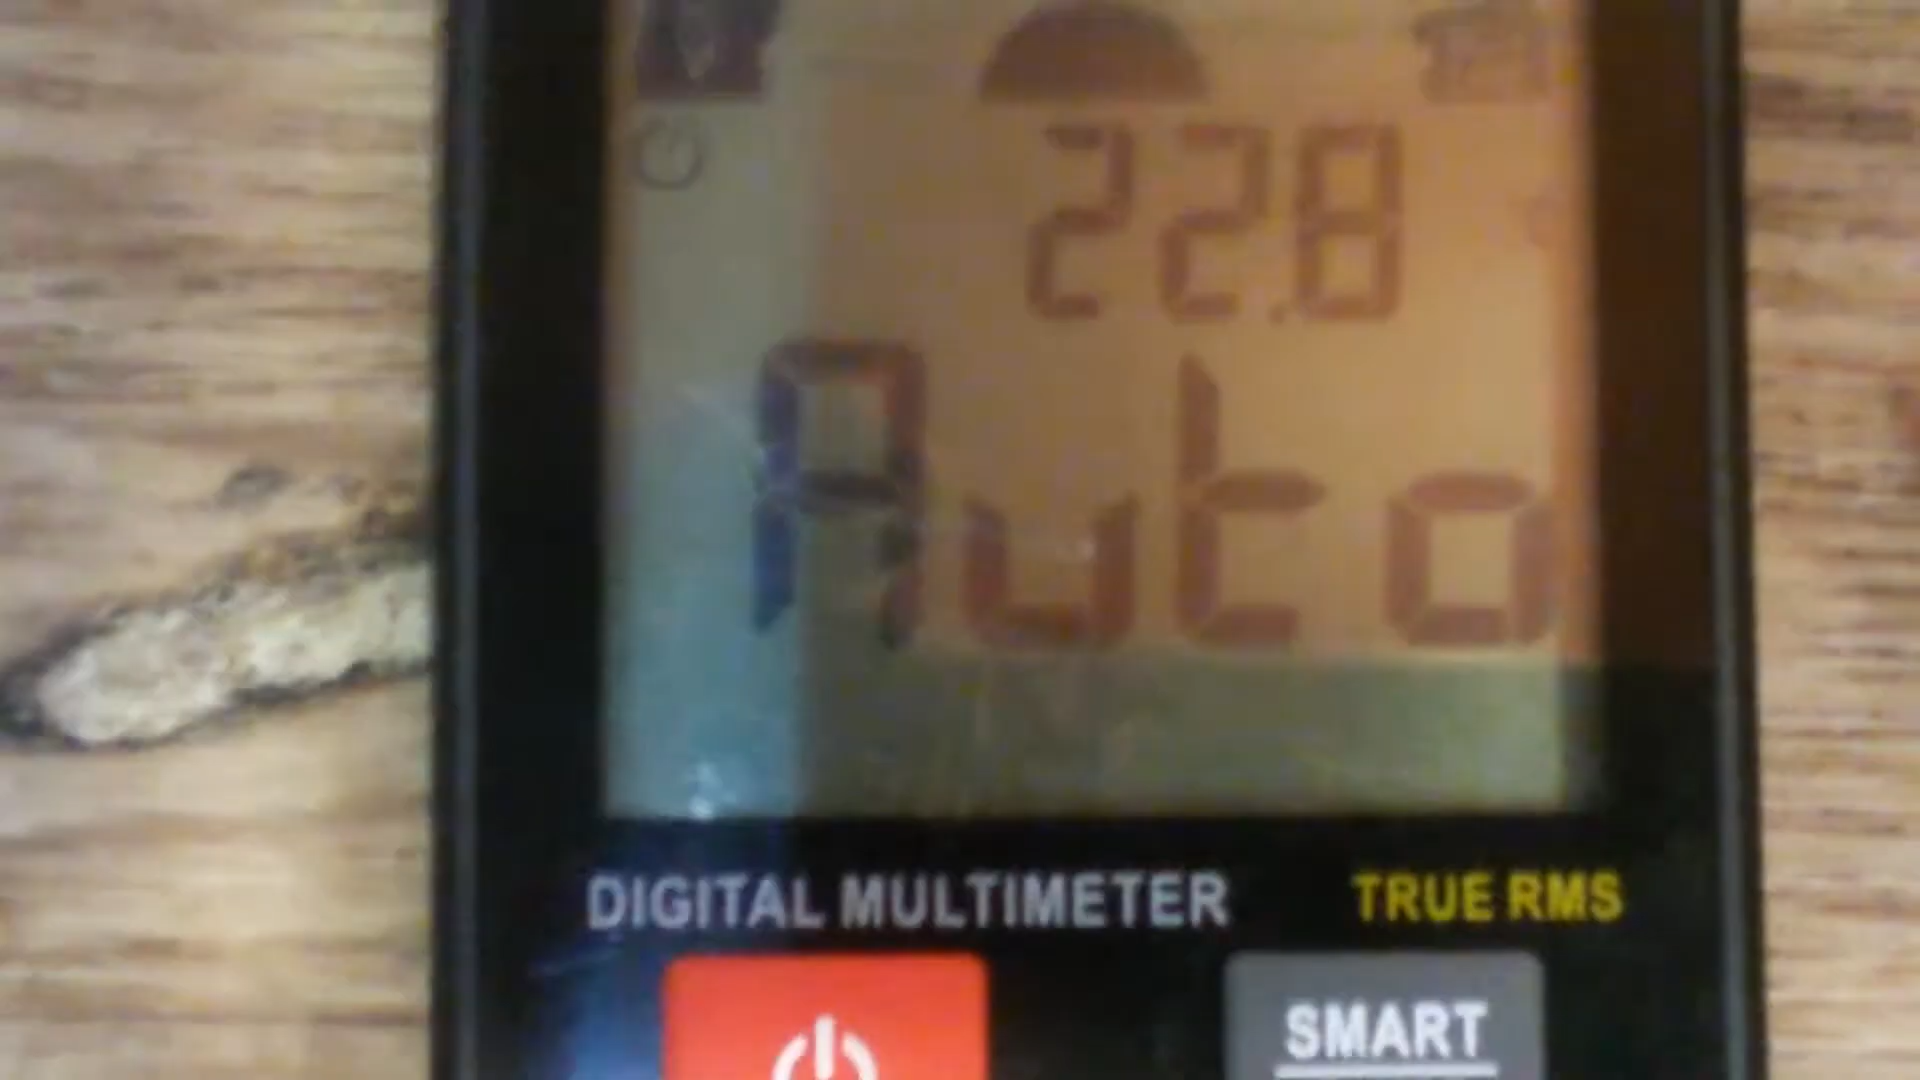 22.8
Auto
DIGITAL MULTIMETER TRUE RMS
SMART